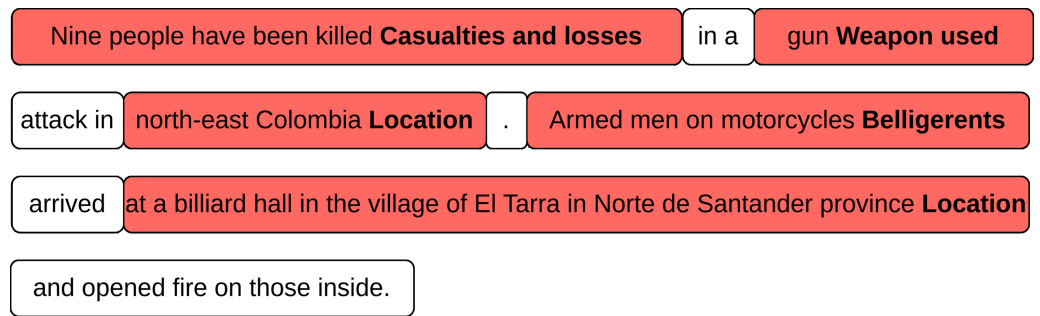 Nine people have been killed Casualties and losses in a gun Weapon used
attack in north-east Colombia Location . Armed men on motorcycles Belligerents
arrived at a billiard hall in the village of El Tarra in Norte de Santander province Location
and opened fire on those inside.